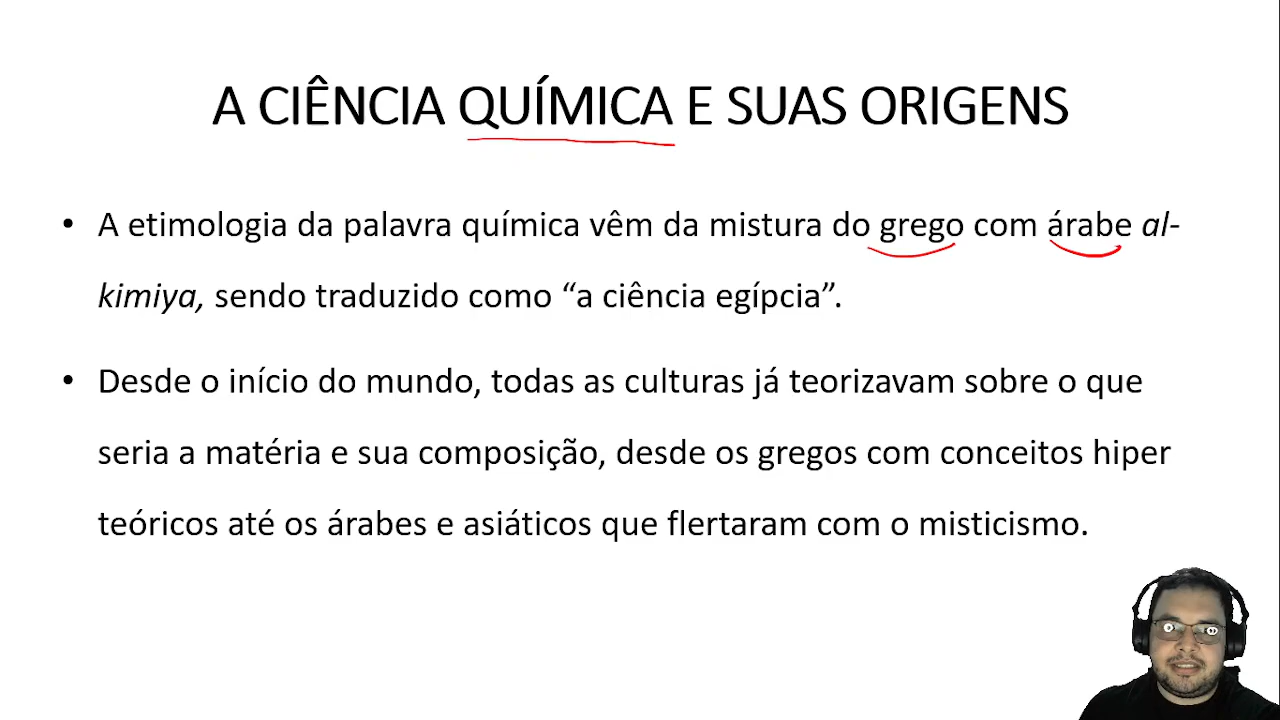 A CIÊNCIA QUÍMICA E SUAS ORIGENS
• A etimologia da palavra química vêm da mistura do grego com árabe al-
kimiya, sendo traduzido como “a ciência egípcia”.
• Desde o início do mundo, todas as culturas já teorizavam sobre o que
seria a matéria e sua composição, desde os gregos com conceitos hiper
teóricos até os árabes e asiáticos que flertaram com o misticismo.